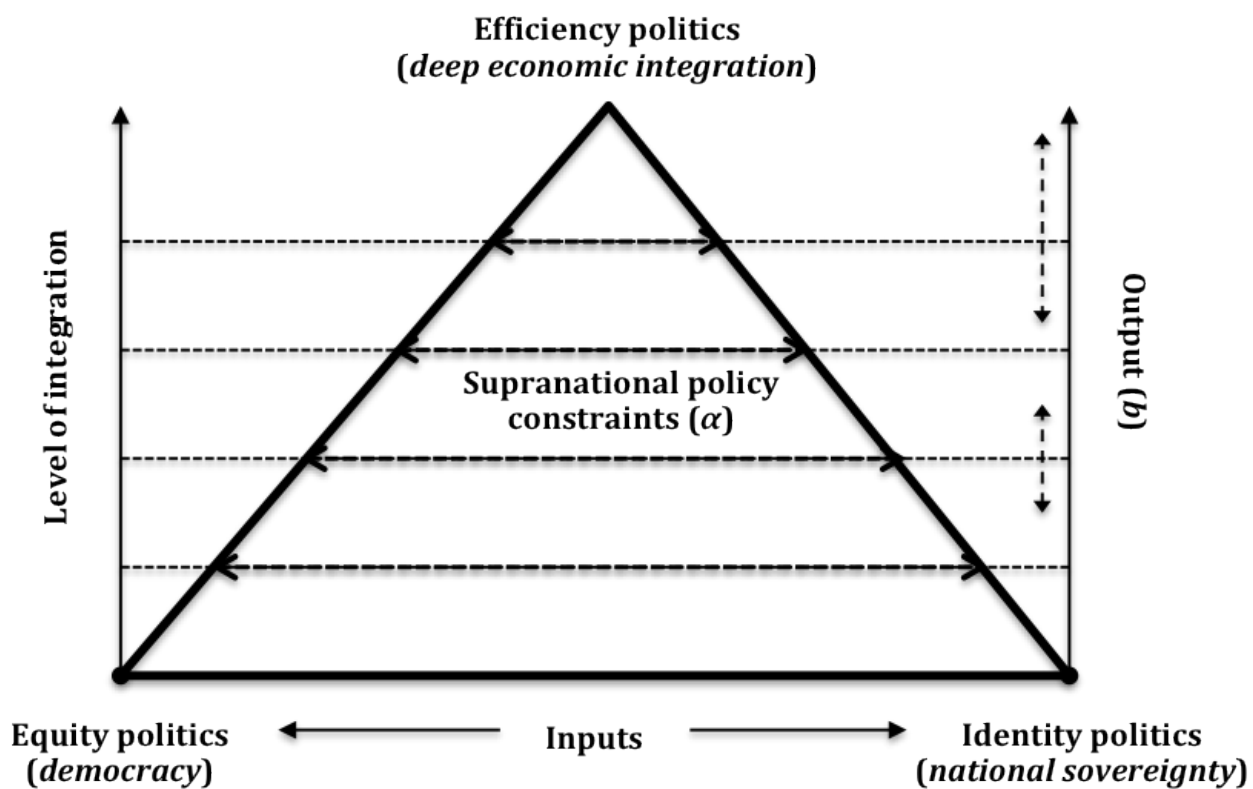 Efficiency politics
(deep economic integration)
Level of integration
Output (b)
Supranational policy
constraints (α)
Equity politics
(democracy)
Inputs
Identity politics
(national sovereignty)